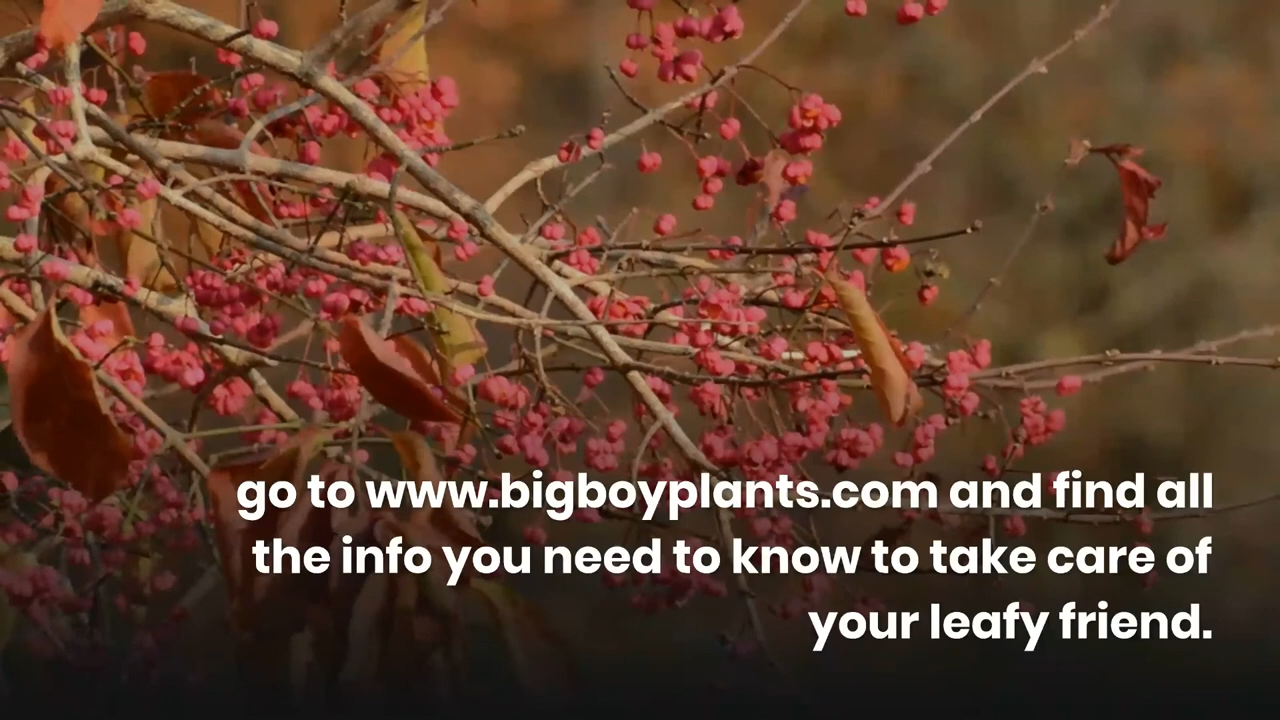 go to www.bigboyplants.com and find all
the info you need to know to take care of
your leafy friend.